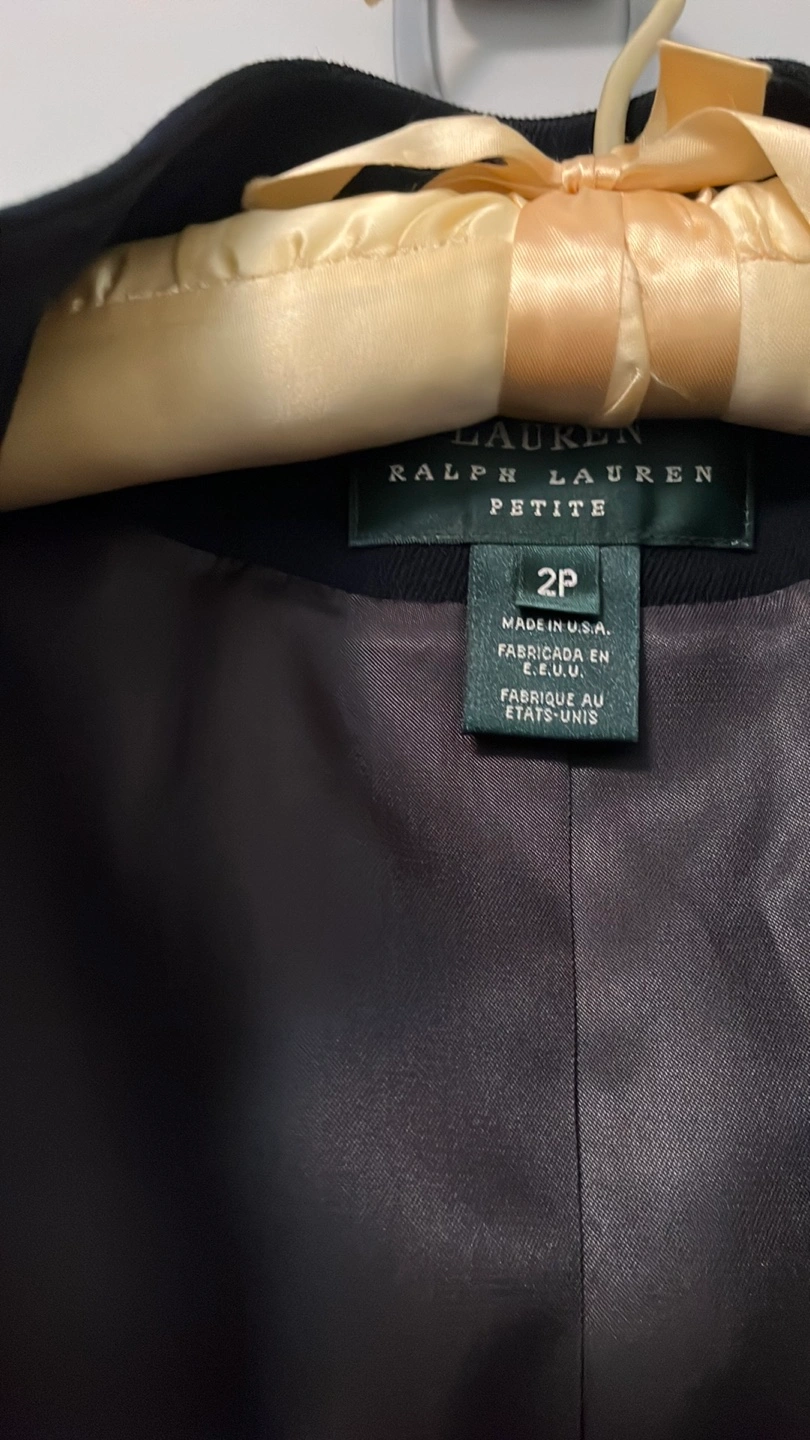 LAUREN
RALPH LAUREN
PETITE
2P
MADE IN U.S.A.
FABRICADA EN
E.E.U.U.
FABRIQUE AU
ETATS-UNIS